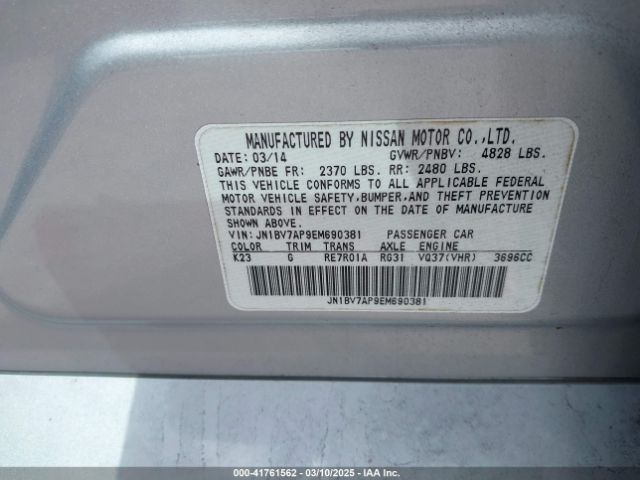 MANUFACTURED BY NISSAN MOTOR CO.,LTD.
DATE: 03/14 GVWR/PNBV: 4828 LBS.
GAWR/PNBE FR: 2370 LBS. RR: 2480 LBS.
THIS VEHICLE CONFORMS TO ALL APPLICABLE FEDERAL
MOTOR VEHICLE SAFETY,BUMPER,AND THEFT PREVENTION
STANDARDS IN EFFECT ON THE DATE OF MANUFACTURE
SHOWN ABOVE.
VIN: JN1BV7AP9EM690381 PASSENGER CAR
COLOR TRIM TRANS AXLE ENGINE
K23 G RE7R01A RG31 VQ37(VHR) 3696CC
JN1BV7AP9EM690381
000-41761562 — 03/10/2025 — IAA Inc.